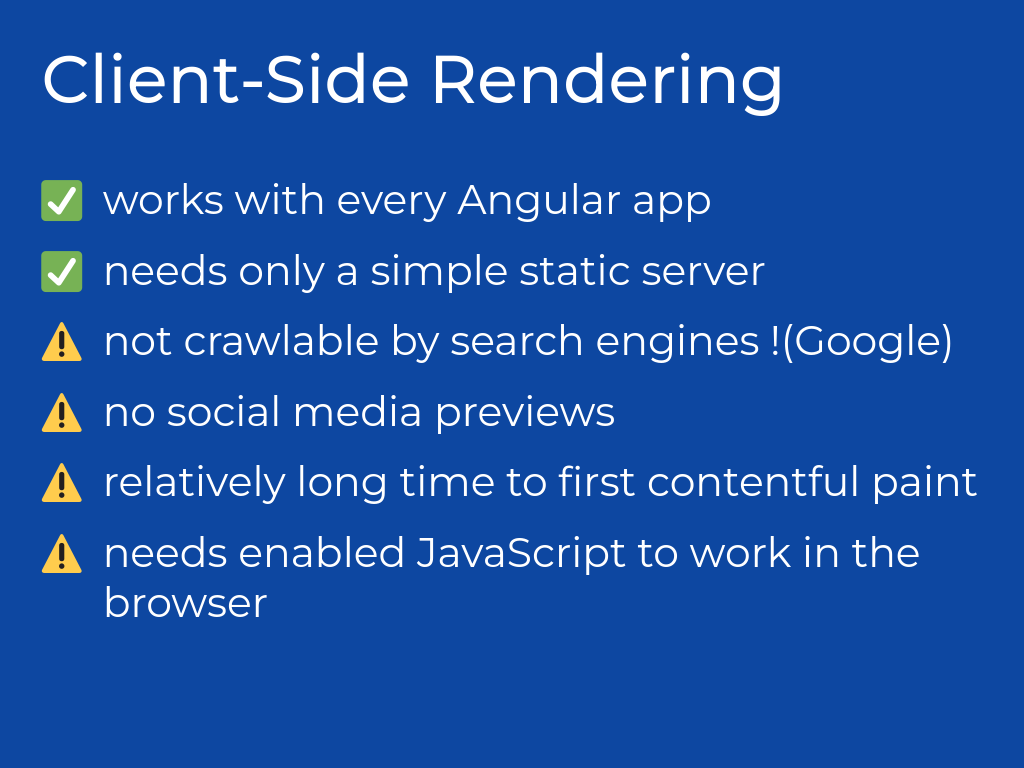 Client-Side Rendering
✅ works with every Angular app
✅ needs only a simple static server
⚠️ not crawlable by search engines !(Google)
⚠️ no social media previews
⚠️ relatively long time to first contentful paint
⚠️ needs enabled JavaScript to work in the
browser